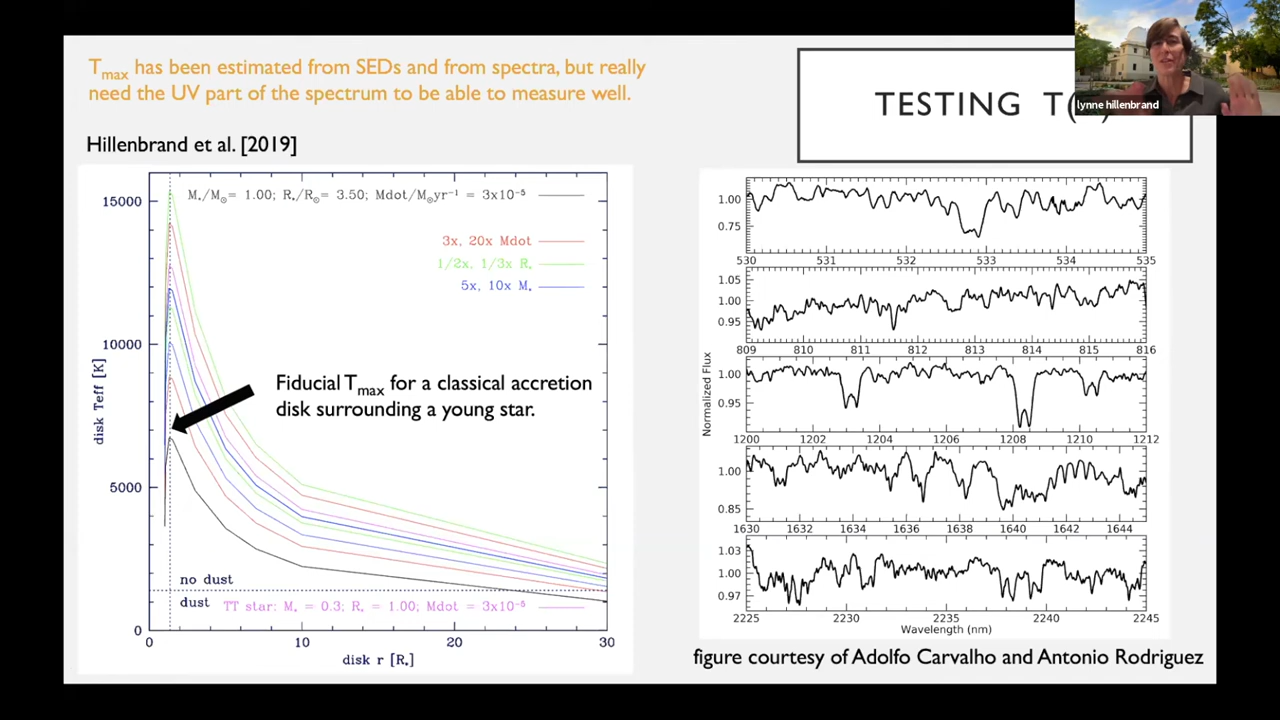 T_max has been estimated from SEDs and from spectra, but really
need the UV part of the spectrum to be able to measure well.
TESTING T(
lynne hillenbrand
Hillenbrand et al. [2019]
M*/M⊙= 1.00; R*/R⊙= 3.50; Mdot/M⊙yr⁻¹ = 3x10⁻⁵
3x, 20x Mdot
1/2x, 1/3x R*
5x, 10x M*
Fiducial T_max for a classical accretion
disk surrounding a young star.
no dust
dust
TT star: M* = 0.3; R* = 1.00; Mdot = 3x10⁻⁵
disk Teff [K]
15000
10000
5000
0
0 10 20 30
disk r [R*]
Normalized Flux
1.00
0.75
530 531 532 533 534 535
1.05
1.00
0.95
809 810 811 812 813 814 815 816
1.00
0.95
1200 1202 1204 1206 1208 1210 1212
1.00
0.85
1630 1632 1634 1636 1638 1640 1642 1644
1.03
1.00
0.97
2225 2230 2235 2240 2245
Wavelength (nm)
figure courtesy of Adolfo Carvalho and Antonio Rodriguez